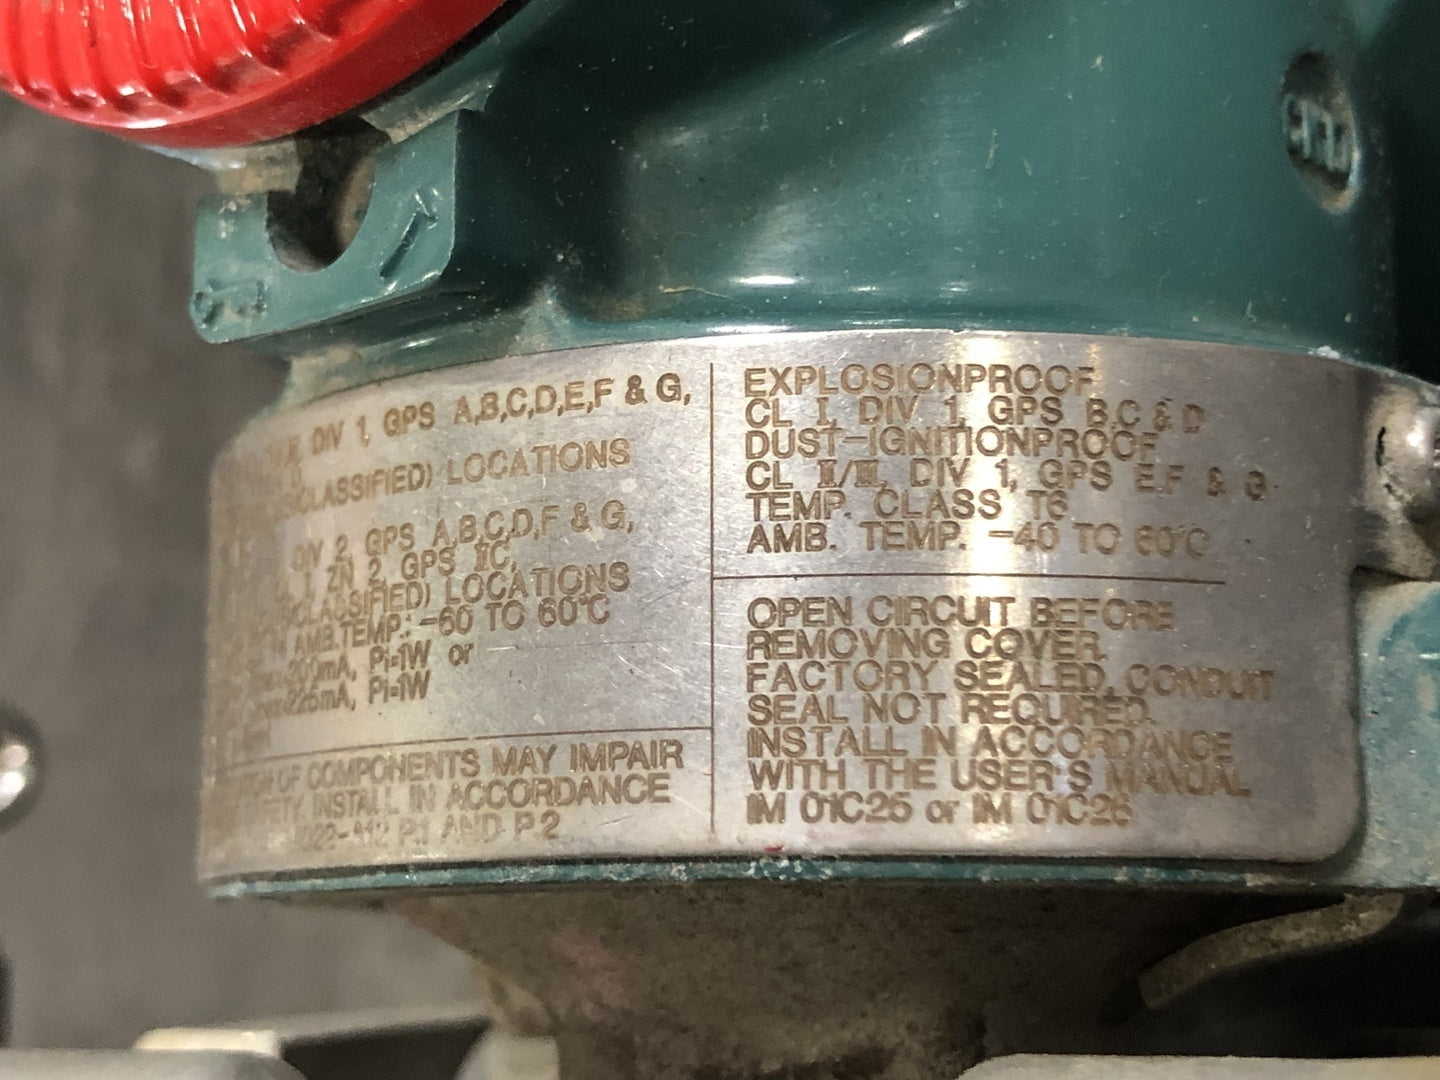 DIV 1, GPS A,B,C,D,E,F & G,
(CLASSIFIED) LOCATIONS
DIV 2, GPS A,B,C,D,F & G,
ZN 2, GPS ⅡC,
(CLASSIFIED) LOCATIONS
AMB.TEMP.: -60 TO 60°C
200mA, Pi=1W or
225mA, Pi=1W
OF COMPONENTS MAY IMPAIR
INSTALL IN ACCORDANCE
P.1 AND P.2
EXPLOSIONPROOF
CL Ⅰ, DIV 1, GPS B,C & D
DUST-IGNITIONPROOF
CL Ⅱ/Ⅲ, DIV 1, GPS E,F & G
TEMP. CLASS T6
AMB. TEMP. -40 TO 60°C
OPEN CIRCUIT BEFORE
REMOVING COVER.
FACTORY SEALED, CONDUIT
SEAL NOT REQUIRED.
INSTALL IN ACCORDANCE
WITH THE USER'S MANUAL
IM 01C25 or IM 01C26